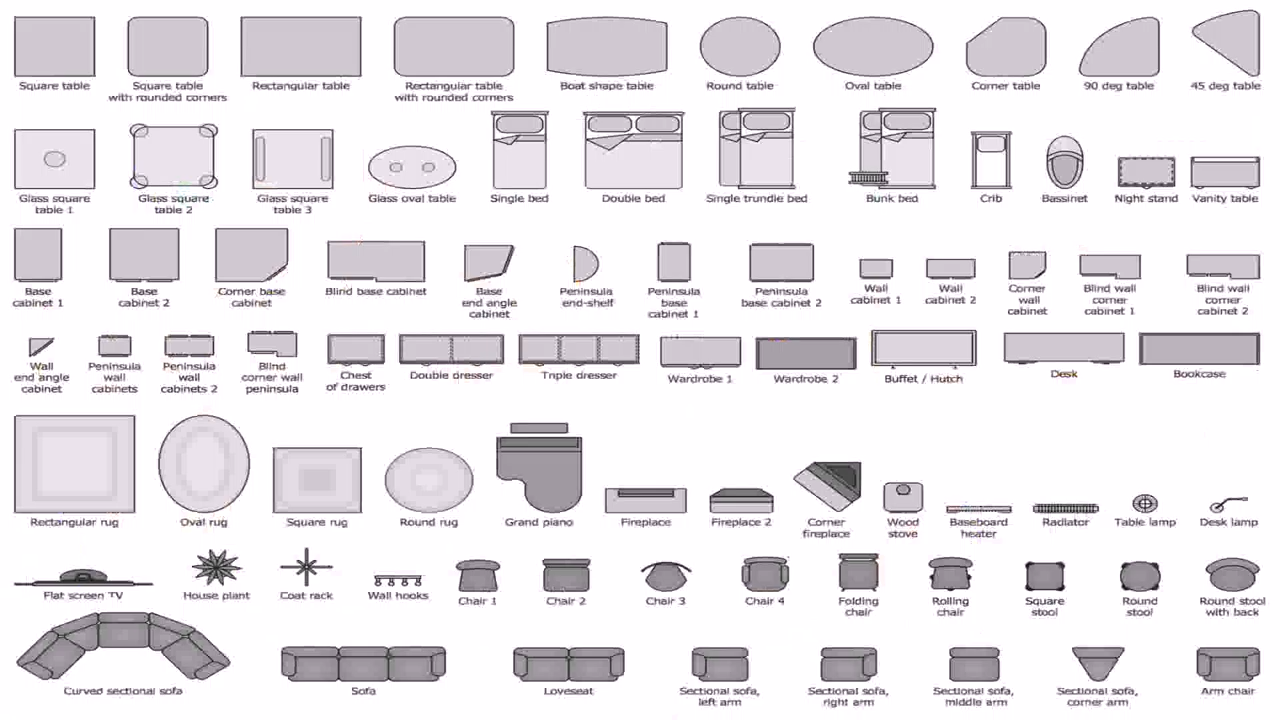 Square table
Square table
with rounded corners
Rectangular table
Rectangular table
with rounded corners
Boat shape table
Round table
Oval table
Corner table
90 deg table
45 deg table
Glass square
table 1
Glass square
table 2
Glass square
table 3
Glass oval table
Single bed
Double bed
Single trundle bed
Bunk bed
Crib
Bassinet
Night stand
Vanity table
Base
cabinet 1
Base
cabinet 2
Corner base
cabinet
Blind base cabinet
Base
end angle
cabinet
Peninsula
end-shelf
Peninsula
base
cabinet 1
Peninsula
base cabinet 2
Wall
cabinet 1
Wall
cabinet 2
Corner
wall
cabinet
Blind wall
corner
cabinet 1
Blind wall
corner
cabinet 2
Wall
end angle
cabinet
Peninsula
wall
cabinets
Peninsula
wall
cabinets 2
Blind
corner wall
peninsula
Chest
of drawers
Double dresser
Triple dresser
Wardrobe 1
Wardrobe 2
Buffet / Hutch
Desk
Bookcase
Rectangular rug
Oval rug
Square rug
Round rug
Grand piano
Fireplace
Fireplace 2
Corner
fireplace
Wood
stove
Baseboard
heater
Radiator
Table lamp
Desk lamp
Flat screen TV
House plant
Coat rack
Wall hooks
Chair 1
Chair 2
Chair 3
Chair 4
Folding
chair
Rolling
chair
Square
stool
Round
stool
Round stool
with back
Curved sectional sofa
Sofa
Loveseat
Sectional sofa,
left arm
Sectional sofa,
right arm
Sectional sofa,
middle arm
Sectional sofa,
corner arm
Arm chair